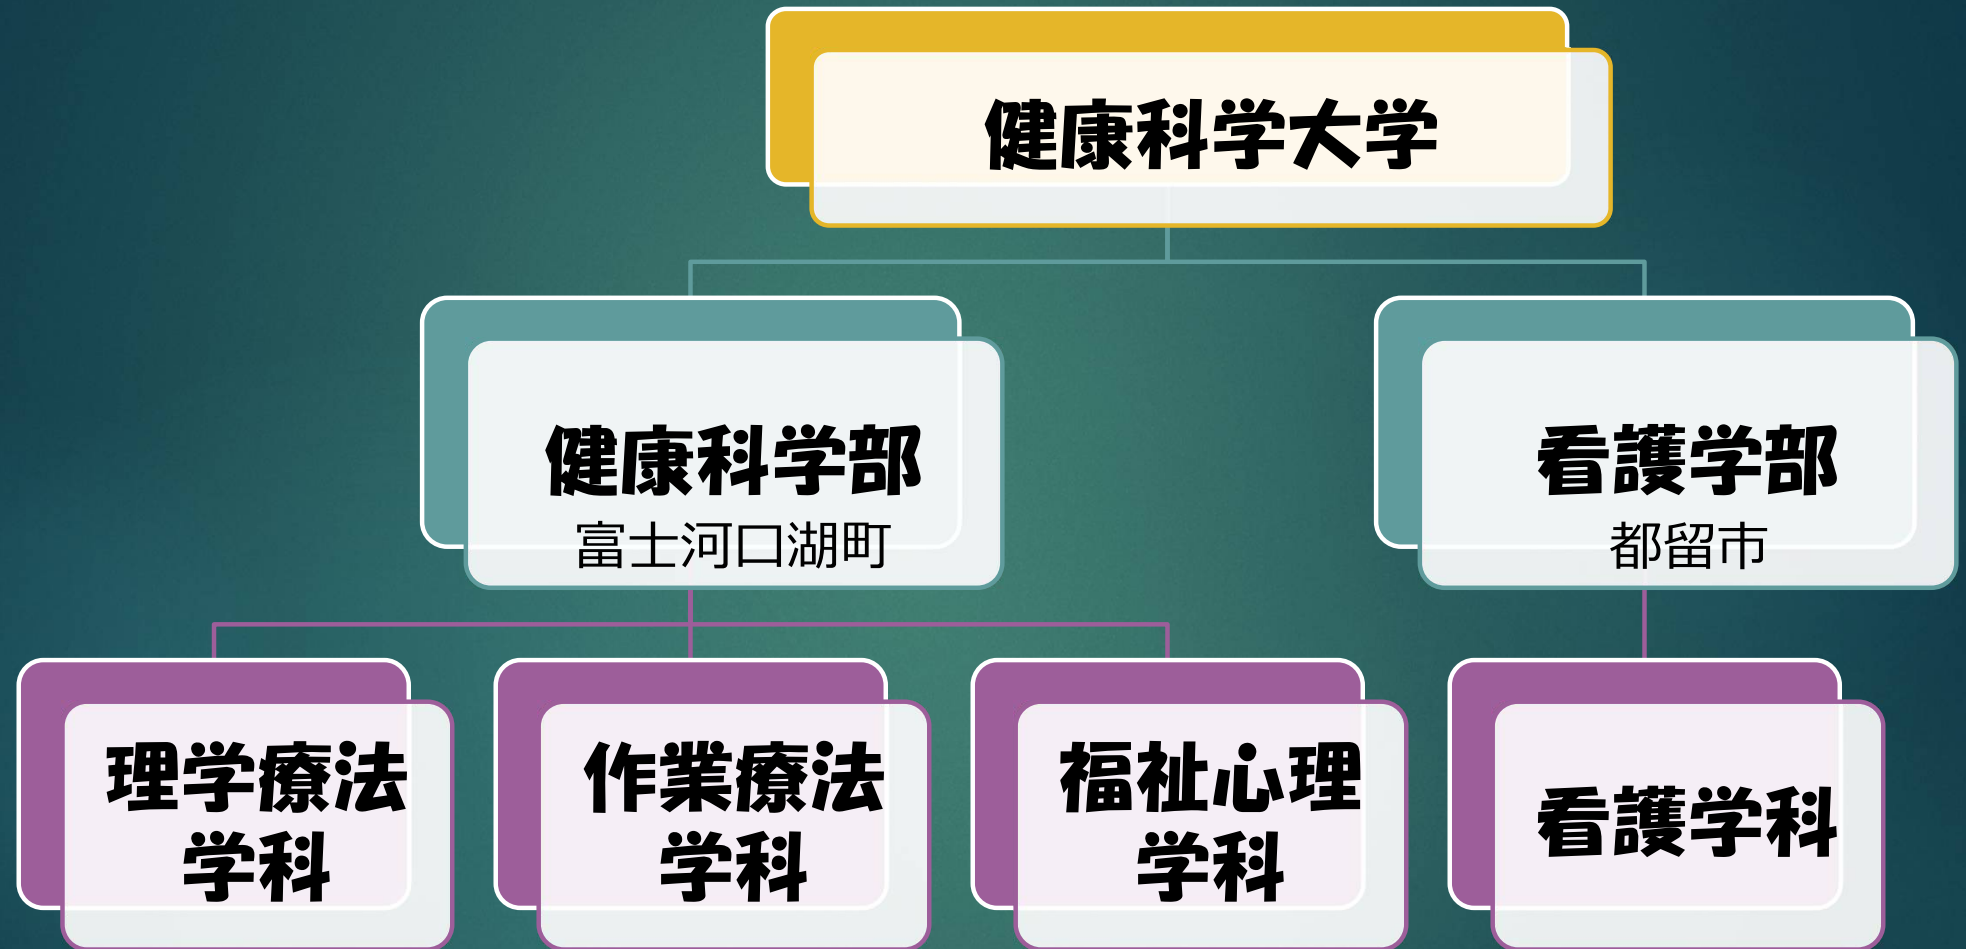 健康科学大学
健康科学部
富士河口湖町
看護学部
都留市
理学療法
学科
作業療法
学科
福祉心理
学科
看護学科